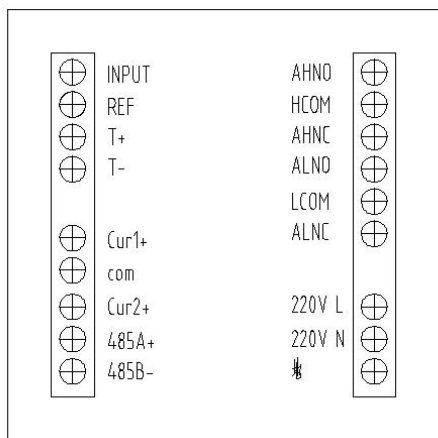 INPUT
REF
T+
T-
Cur1+
com
Cur2+
485A+
485B-
AHNO
HCOM
AHNC
ALNO
LCOM
ALNC
220V L
220V N